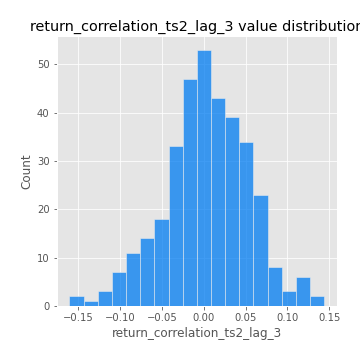 return_correlation_ts2_lag_3 value distribution
50
40
30
20
10
0
Count
−0.15 −0.10 −0.05 0.00 0.05 0.10 0.15
return_correlation_ts2_lag_3